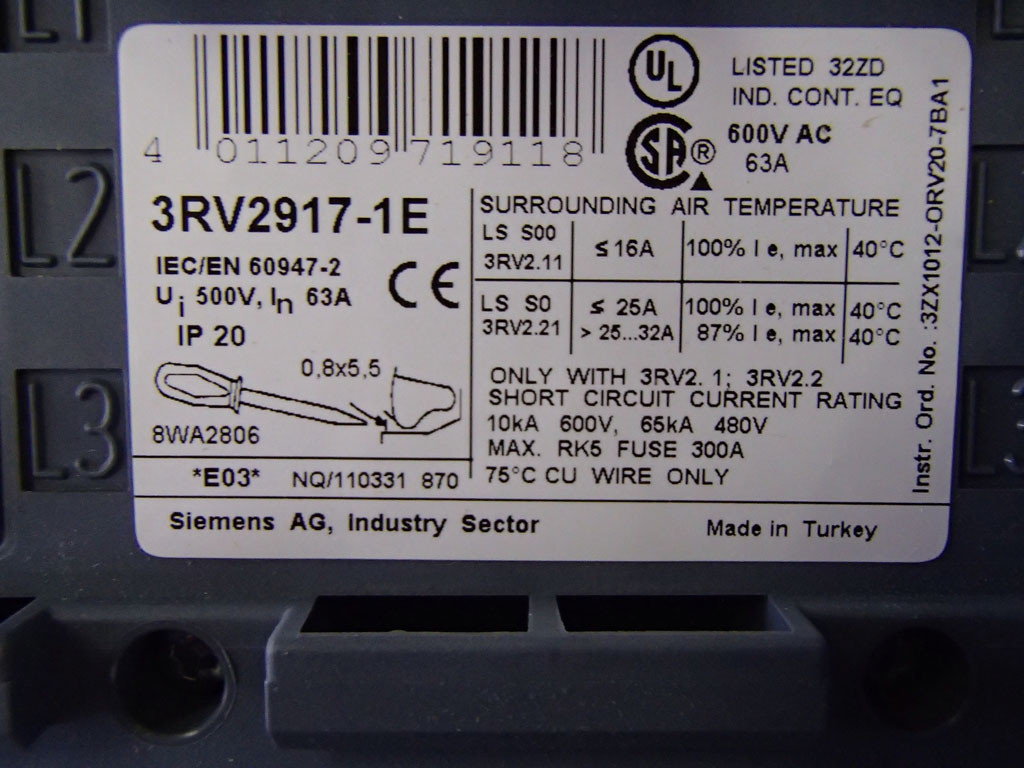 L1
L2
L3
4 011209 719118
UL
LISTED 32ZD
IND. CONT. EQ
SA®
600V AC
63A
3RV2917-1E
IEC/EN 60947-2
Ui 500V, In 63A
IP 20
CE
0,8x5,5
8WA2806
*E03* NQ/110331 870
SURROUNDING AIR TEMPERATURE
LS S00 3RV2.11 ≤ 16A 100% I e, max 40°C
LS S0 ≤ 25A 100% I e, max 40°C
3RV2.21 > 25...32A 87% I e, max 40°C
ONLY WITH 3RV2. 1; 3RV2.2
SHORT CIRCUIT CURRENT RATING
10kA 600V, 65kA 480V
MAX. RK5 FUSE 300A
75°C CU WIRE ONLY
Instr. Ord. No. :3ZX1012-ORV20-7BA1
Siemens AG, Industry Sector
Made in Turkey